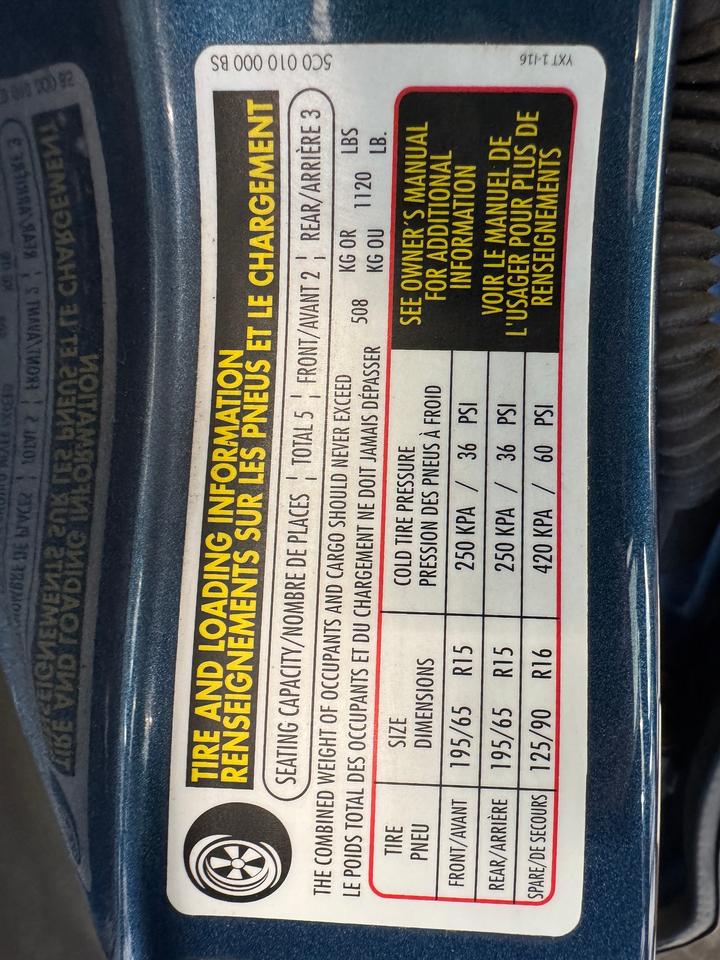 TIRE AND LOADING INFORMATION
RENSEIGNEMENTS SUR LES PNEUS ET LE CHARGEMENT
SEATING CAPACITY/NOMBRE DE PLACES ¦ TOTAL 5 ¦ FRONT/AVANT 2 ¦ REAR/ARRIÈRE 3
THE COMBINED WEIGHT OF OCCUPANTS AND CARGO SHOULD NEVER EXCEED 508 KG OR 1120 LBS
LE POIDS TOTAL DES OCCUPANTS ET DU CHARGEMENT NE DOIT JAMAIS DÉPASSER KG OU LB.
TIRE SIZE COLD TIRE PRESSURE
PNEU DIMENSIONS PRESSION DES PNEUS À FROID
FRONT/AVANT 195/65 R15 250 KPA / 36 PSI
REAR/ARRIÈRE 195/65 R15 250 KPA / 36 PSI
SPARE/DE SECOURS 125/90 R16 420 KPA / 60 PSI
SEE OWNER'S MANUAL
FOR ADDITIONAL
INFORMATION
VOIR LE MANUEL DE
L'USAGER POUR PLUS DE
RENSEIGNEMENTS
5C0 010 000 BS
YXT 1-I16